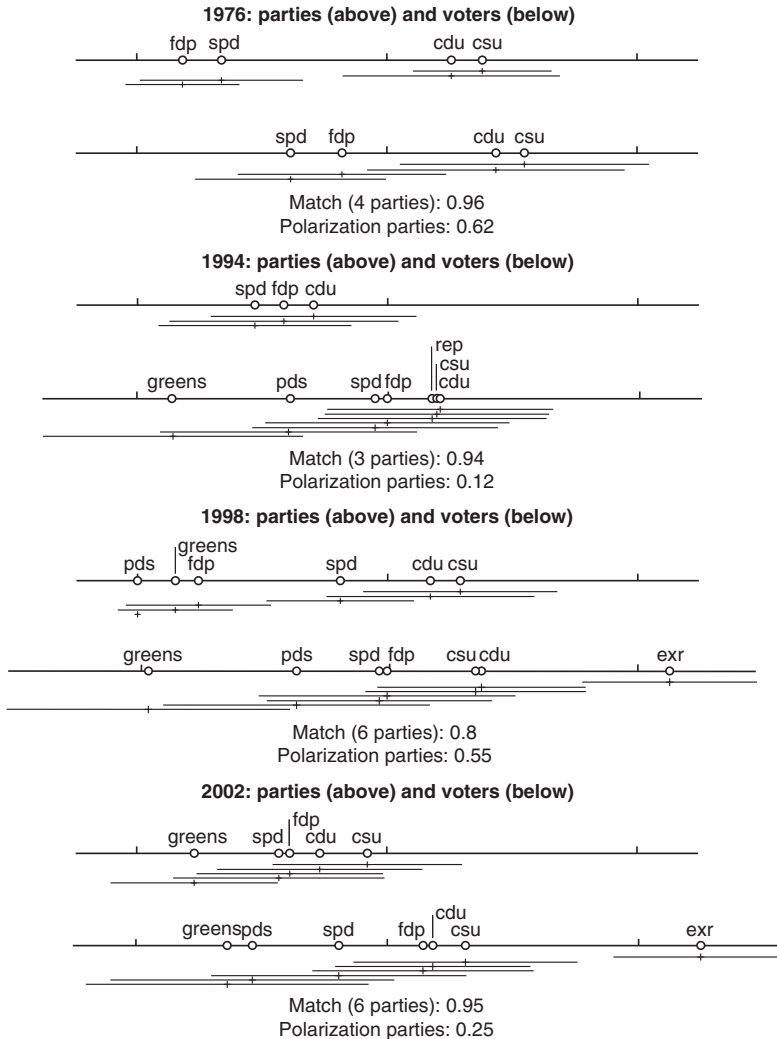 1976: parties (above) and voters (below)
fdp spd cdu csu
spd fdp cdu csu
Match (4 parties): 0.96
Polarization parties: 0.62
1994: parties (above) and voters (below)
spd fdp cdu
rep
csu
greens pds spd fdp cdu
Match (3 parties): 0.94
Polarization parties: 0.12
1998: parties (above) and voters (below)
greens
pds fdp spd cdu csu
greens pds spd fdp csu cdu exr
Match (6 parties): 0.8
Polarization parties: 0.55
2002: parties (above) and voters (below)
fdp
greens spd cdu csu
cdu
greens pds spd fdp csu exr
Match (6 parties): 0.95
Polarization parties: 0.25